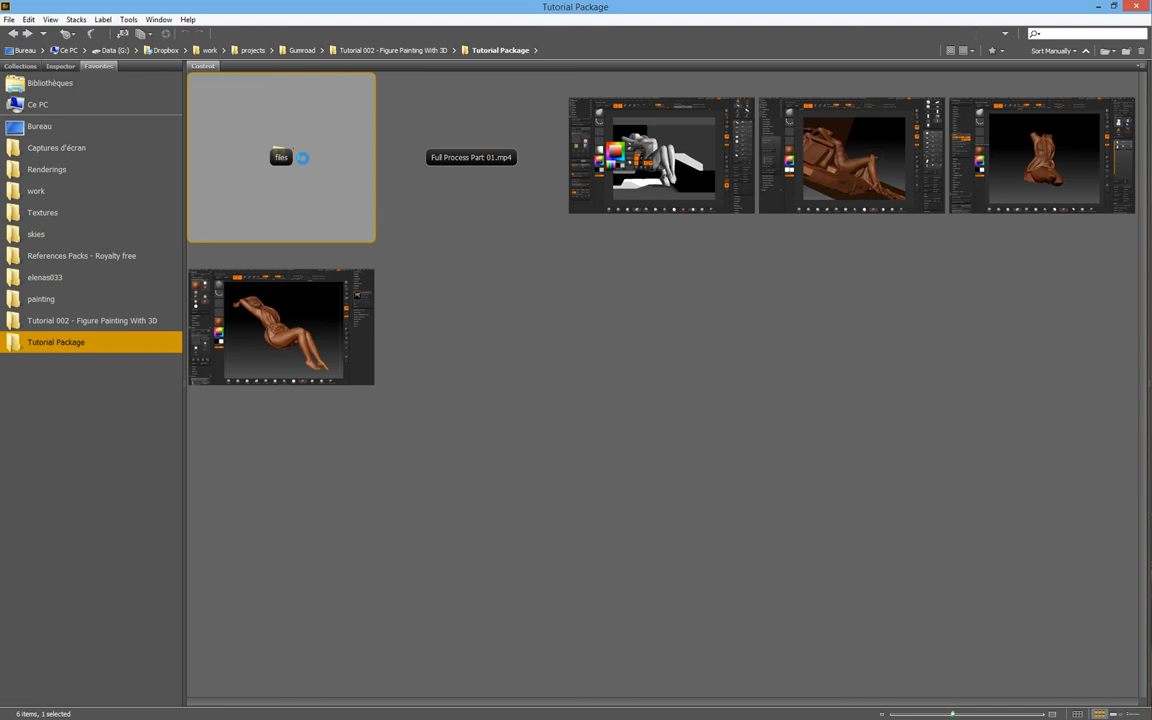 Br
Tutorial Package
File Edit View Stacks Label Tools Window Help
Bureau Ce PC Data (G:) Dropbox work projects Gumroad Tutorial 002 - Figure Painting With 3D Tutorial Package
Sort Manually
Collections Inspector Favorites
Content
Bibliothèques
Ce PC
Bureau
Captures d'écran
Renderings
work
Textures
skies
References Packs - Royalty free
elenas033
painting
Tutorial 002 - Figure Painting With 3D
Tutorial Package
files
Full Process Part 01.mp4
6 items, 1 selected